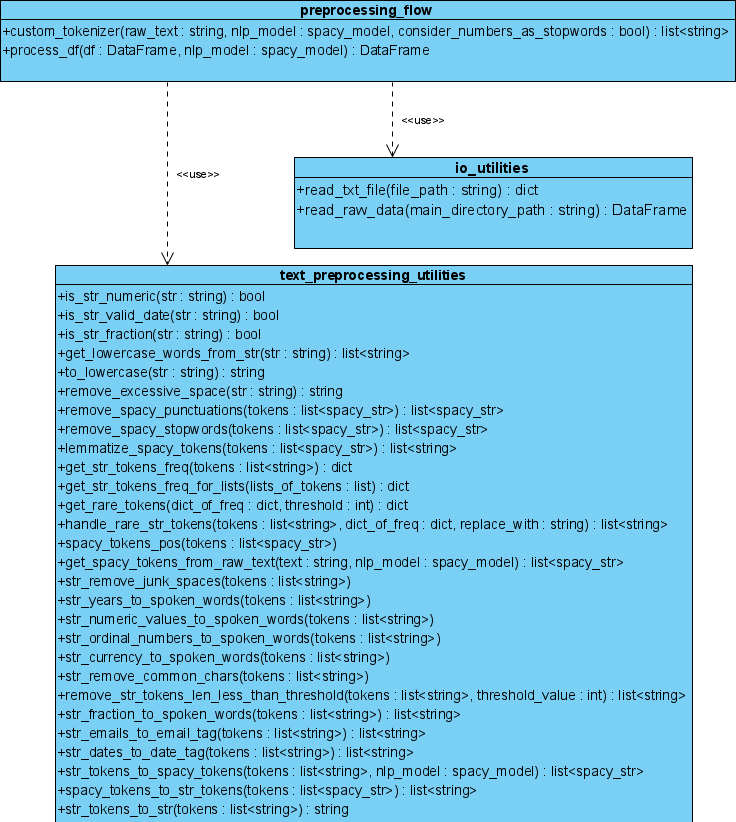 preprocessing_flow
+custom_tokenizer(raw_text : string, nlp_model : spacy_model, consider_numbers_as_stopwords : bool) : list<string>
+process_df(df : DataFrame, nlp_model : spacy_model) : DataFrame
<<use>>
io_utilities
<<use>>
+read_txt_file(file_path : string) : dict
+read_raw_data(main_directory_path : string) : DataFrame
text_preprocessing_utilities
+is_str_numeric(str : string) : bool
+is_str_valid_date(str : string) : bool
+is_str_fraction(str : string) : bool
+get_lowercase_words_from_str(str : string) : list<string>
+to_lowercase(str : string) : string
+remove_excessive_space(str : string) : string
+remove_spacy_punctuations(tokens : list<spacy_str>) : list<spacy_str>
+remove_spacy_stopwords(tokens : list<spacy_str>) : list<spacy_str>
+lemmatize_spacy_tokens(tokens : list<spacy_str>) : list<string>
+get_str_tokens_freq(tokens : list<string>) : dict
+get_str_tokens_freq_for_lists(lists_of_tokens : list) : dict
+get_rare_tokens(dict_of_freq : dict, threshold : int) : dict
+handle_rare_str_tokens(tokens : list<string>, dict_of_freq : dict, replace_with : string) : list<string>
+spacy_tokens_pos(tokens : list<spacy_str>)
+get_spacy_tokens_from_raw_text(text : string, nlp_model : spacy_model) : list<spacy_str>
+str_remove_junk_spaces(tokens : list<string>)
+str_years_to_spoken_words(tokens : list<string>)
+str_numeric_values_to_spoken_words(tokens : list<string>)
+str_ordinal_numbers_to_spoken_words(tokens : list<string>)
+str_currency_to_spoken_words(tokens : list<string>)
+str_remove_common_chars(tokens : list<string>)
+remove_str_tokens_len_less_than_threshold(tokens : list<string>, threshold_value : int) : list<string>
+str_fraction_to_spoken_words(tokens : list<string>) : list<string>
+str_emails_to_email_tag(tokens : list<string>) : list<string>
+str_dates_to_date_tag(tokens : list<string>) : list<string>
+str_tokens_to_spacy_tokens(tokens : list<string>, nlp_model : spacy_model) : list<spacy_str>
+spacy_tokens_to_str_tokens(tokens : list<spacy_str>) : list<string>
+str_tokens_to_str(tokens : list<string>) : string